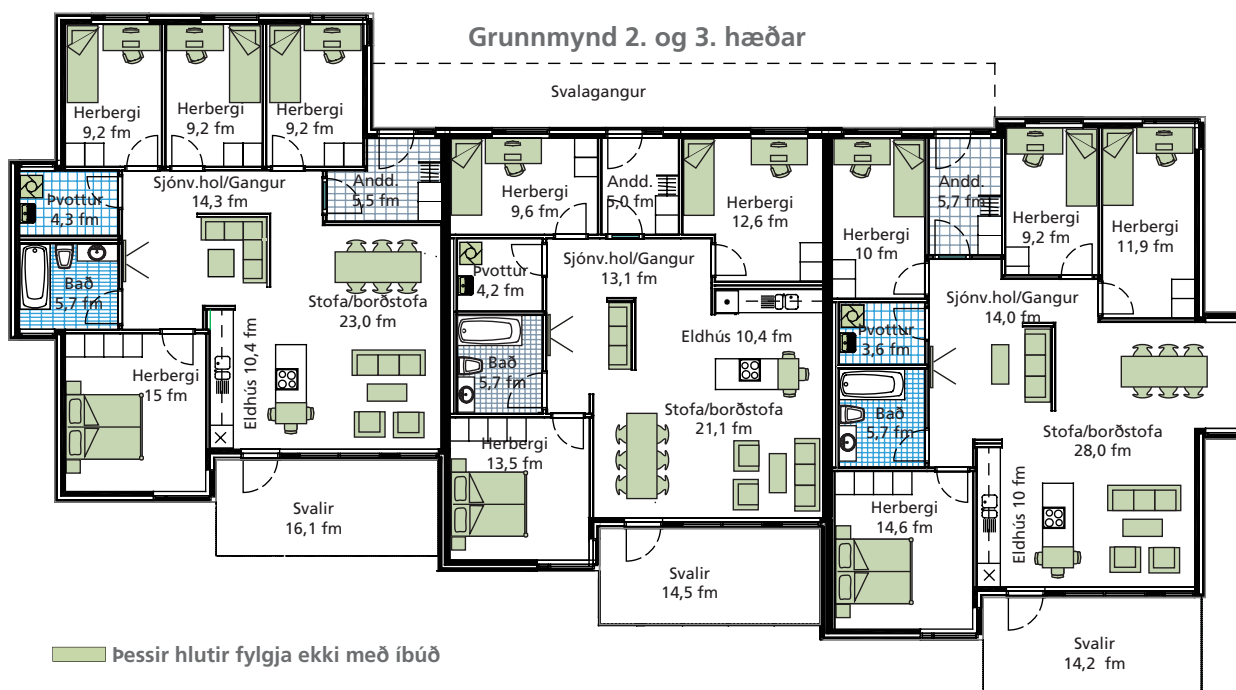 Grunnmynd 2. og 3. hæðar
Svalagangur
Herbergi
9,2 fm
Herbergi
9,2 fm
Herbergi
9,2 fm
Þvottur
4,3 fm
Sjónv.hol/Gangur
14,3 fm
Andd.
5,5 fm
Bað
5,7 fm
Stofa/borðstofa
23,0 fm
Herbergi
15 fm
Eldhús 10,4 fm
Svalir
16,1 fm
Herbergi
9,6 fm
Andd.
5,0 fm
Herbergi
12,6 fm
Þvottur
4,2 fm
Sjónv.hol/Gangur
13,1 fm
Eldhús 10,4 fm
Bað
5,7 fm
Stofa/borðstofa
21,1 fm
Herbergi
13,5 fm
Svalir
14,5 fm
Herbergi
10 fm
Andd.
5,7 fm
Herbergi
9,2 fm
Herbergi
11,9 fm
Þvottur
3,6 fm
Sjónv.hol/Gangur
14,0 fm
Bað
5,7 fm
Stofa/borðstofa
28,0 fm
Herbergi
14,6 fm
Eldhús 10 fm
Svalir
14,2 fm
Þessir hlutir fylgja ekki með íbúð